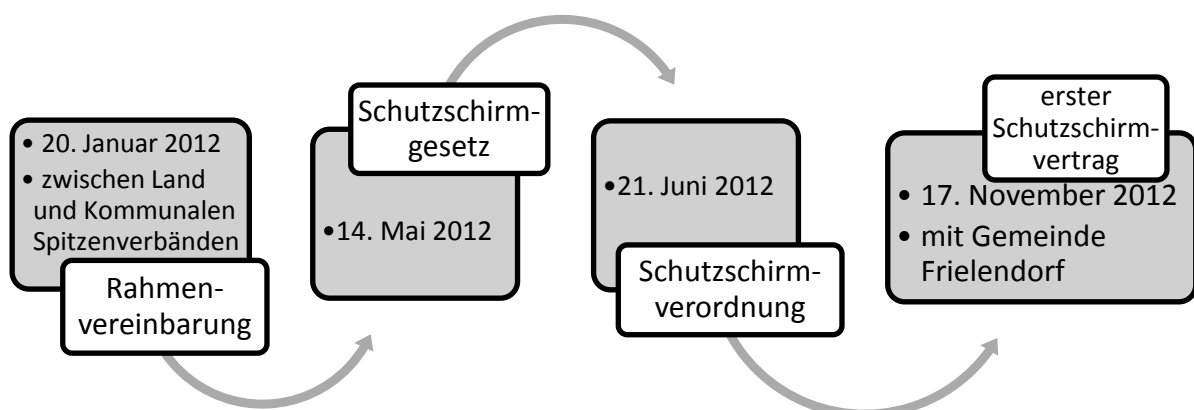 • 20. Januar 2012
• zwischen Land
und Kommunalen
Spitzenverbänden
Rahmen-
vereinbarung
Schutzschirm-
gesetz
•14. Mai 2012
•21. Juni 2012
Schutzschirm-
verordnung
erster
Schutzschirm-
vertrag
• 17. November 2012
• mit Gemeinde
Frielendorf